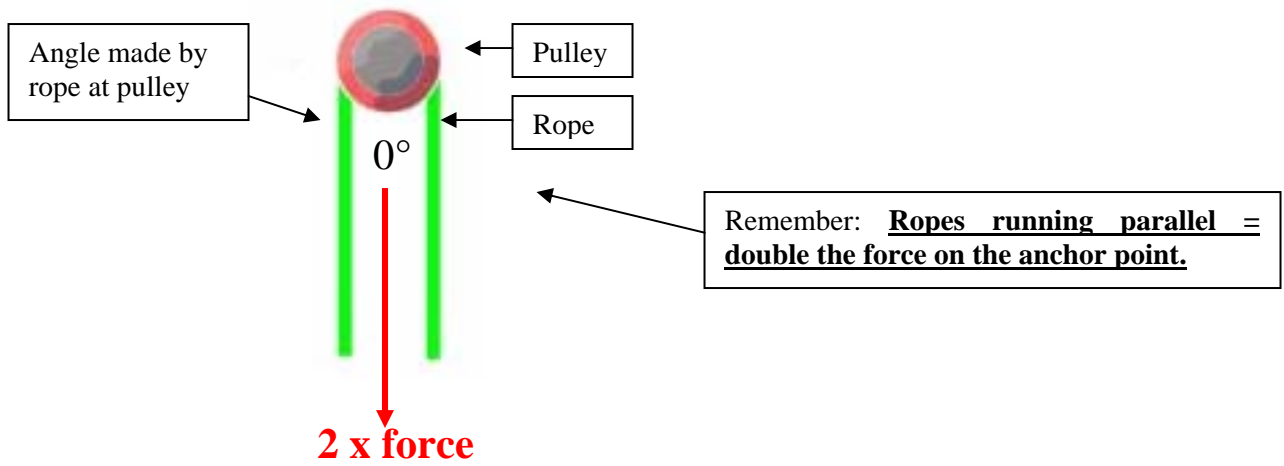 Angle made by
rope at pulley
Pulley
Rope
0°
Remember: Ropes running parallel =
double the force on the anchor point.
2 x force